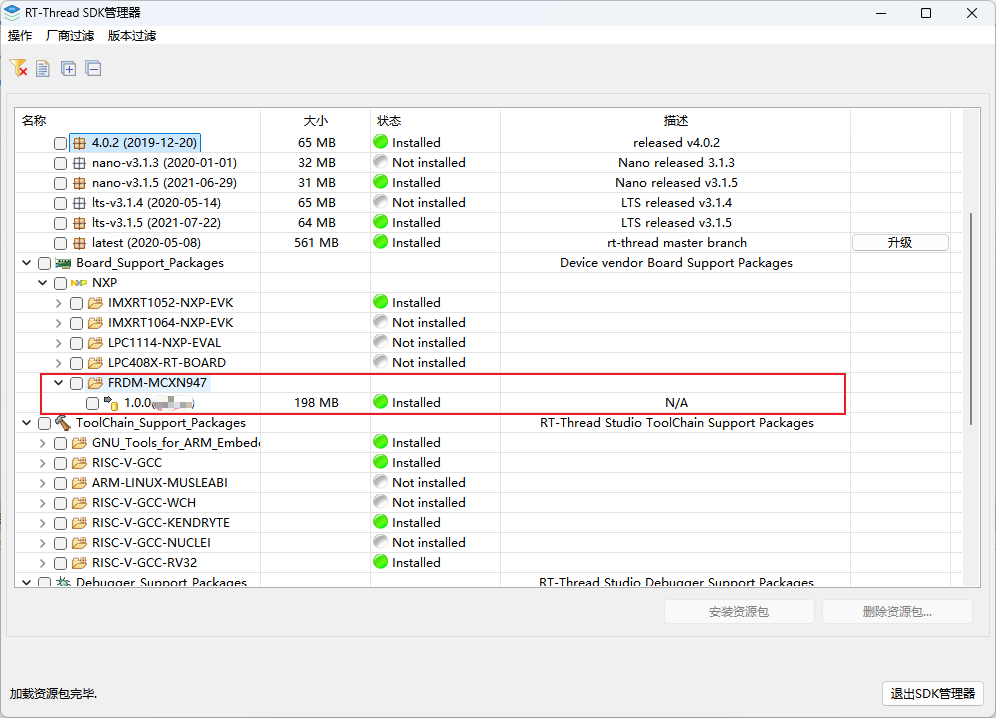 RT-Thread SDK管理器
操作 厂商过滤 版本过滤
名称 大小 状态 描述
4.0.2 (2019-12-20) 65 MB Installed released v4.0.2
nano-v3.1.3 (2020-01-01) 32 MB Not installed Nano released 3.1.3
nano-v3.1.5 (2021-06-29) 31 MB Installed Nano released v3.1.5
lts-v3.1.4 (2020-05-14) 65 MB Not installed LTS released v3.1.4
lts-v3.1.5 (2021-07-22) 64 MB Installed LTS released v3.1.5
latest (2020-05-08) 561 MB Installed rt-thread master branch 升级
Board_Support_Packages Device vendor Board Support Packages
NXP NXP
IMXRT1052-NXP-EVK Installed
IMXRT1064-NXP-EVK Not installed
LPC1114-NXP-EVAL Not installed
LPC408X-RT-BOARD Not installed
FRDM-MCXN947
1.0.0 198 MB Installed N/A
ToolChain_Support_Packages RT-Thread Studio ToolChain Support Packages
GNU_Tools_for_ARM_Embedde Installed
RISC-V-GCC Installed
ARM-LINUX-MUSLEABI Not installed
RISC-V-GCC-WCH Not installed
RISC-V-GCC-KENDRYTE Installed
RISC-V-GCC-NUCLEI Not installed
RISC-V-GCC-RV32 Installed
Debugger_Support_Packages RT-Thread Studio Debugger Support Packages
安装资源包 删除资源包...
加载资源包完毕. 退出SDK管理器